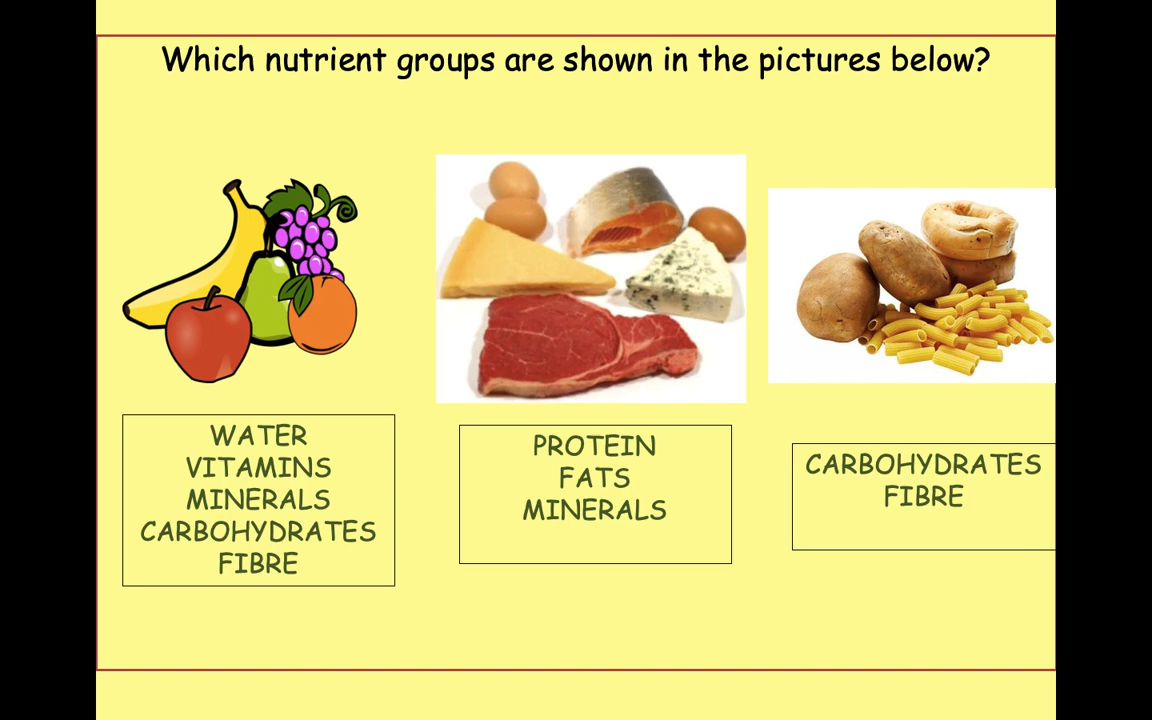 Which nutrient groups are shown in the pictures below?
WATER
VITAMINS
MINERALS
CARBOHYDRATES
FIBRE
PROTEIN
FATS
MINERALS
CARBOHYDRATES
FIBRE